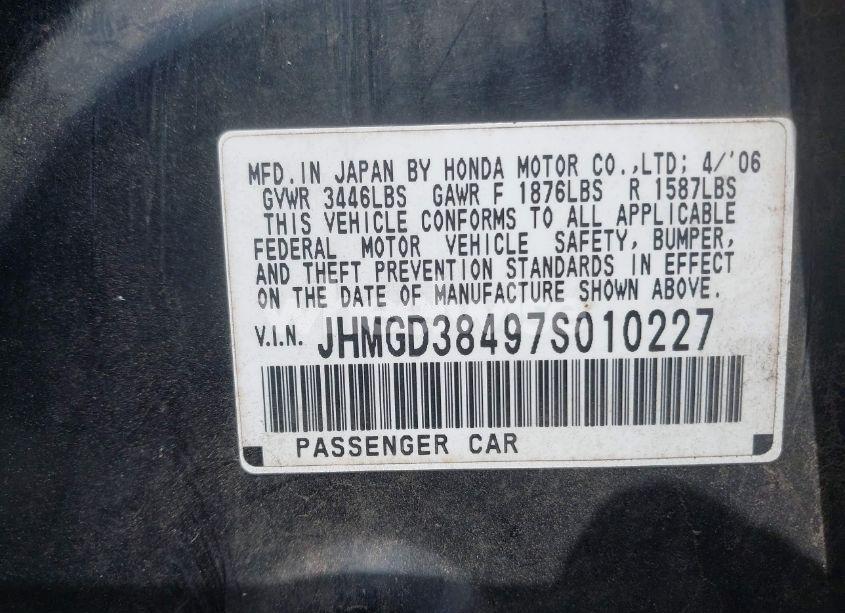 MFD.IN JAPAN BY HONDA MOTOR CO.,LTD; 4/'06
GVWR 3446LBS GAWR F 1876LBS R 1587LBS
THIS VEHICLE CONFORMS TO ALL APPLICABLE
FEDERAL MOTOR VEHICLE SAFETY, BUMPER,
AND THEFT PREVENTION STANDARDS IN EFFECT
ON THE DATE OF MANUFACTURE SHOWN ABOVE.
V.I.N. JHMGD38497S010227
PASSENGER CAR